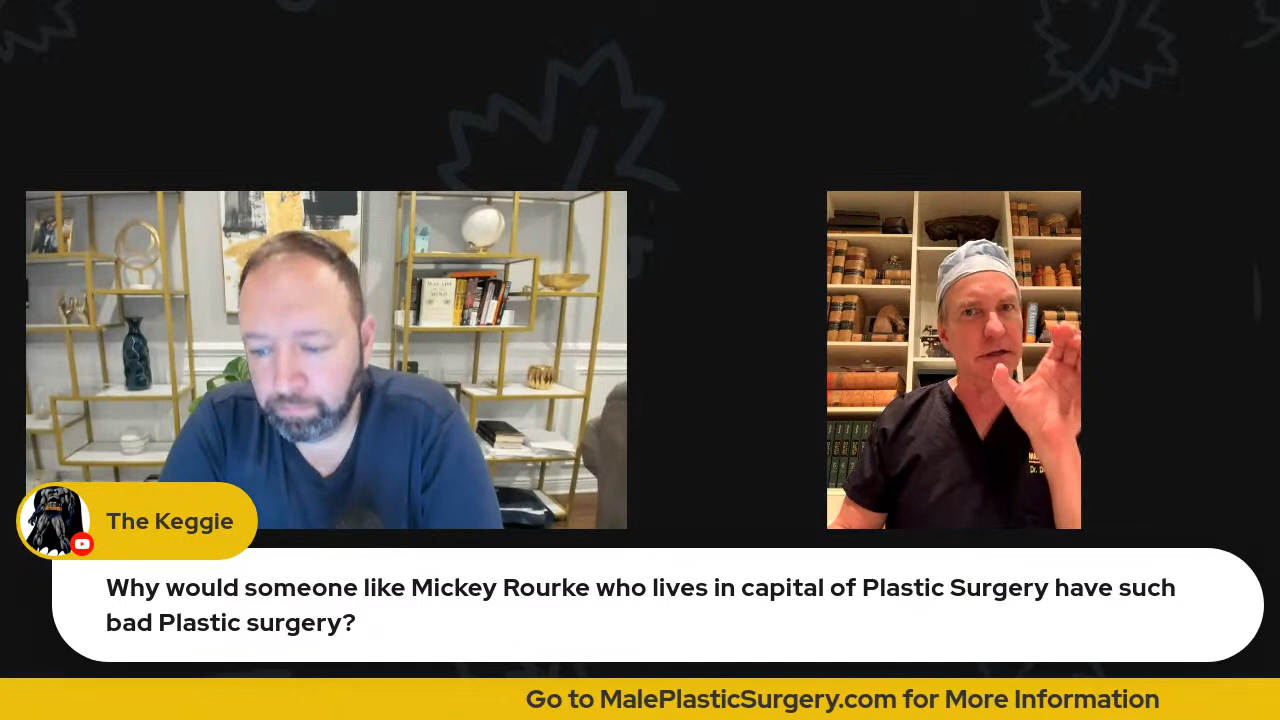 The Keggie
Why would someone like Mickey Rourke who lives in capital of Plastic Surgery have such
bad Plastic surgery?
Go to MalePlasticSurgery.com for More Information